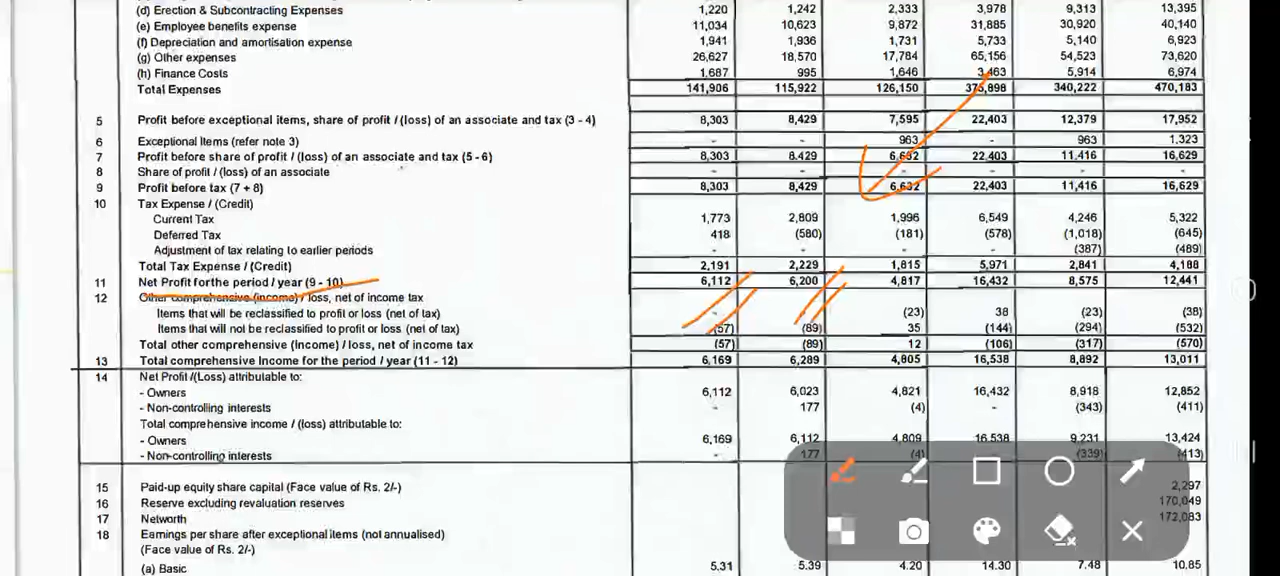 (d) Erection & Subcontracting Expenses 1,220 1,242 2,333 3,978 9,313 13,395
(e) Employee benefits expense 11,034 10,623 9,872 31,885 30,920 40,140
(f) Depreciation and amortisation expense 1,941 1,936 1,731 5,733 5,140 6,923
(g) Other expenses 26,627 18,570 17,784 65,156 54,523 73,620
(h) Finance Costs 1,687 995 1,646 3,463 5,914 6,974
Total Expenses 141,906 115,922 126,150 375,898 340,222 470,183
5 Profit before exceptional items, share of profit / (loss) of an associate and tax (3 - 4) 8,303 8,429 7,595 22,403 12,379 17,952
6 Exceptional Items (refer note 3) - - 963 - 963 1,323
7 Profit before share of profit / (loss) of an associate and tax (5 - 6) 8,303 8,429 6,632 22,403 11,416 16,629
8 Share of profit / (loss) of an associate - - - - - -
9 Profit before tax (7 + 8) 8,303 8,429 6,632 22,403 11,416 16,629
10 Tax Expense / (Credit)
Current Tax 1,773 2,809 1,996 6,549 4,246 5,322
Deferred Tax 418 (580) (181) (578) (1,018) (645)
Adjustment of tax relating to earlier periods - - - - (387) (489)
Total Tax Expense / (Credit) 2,191 2,229 1,815 5,971 2,841 4,188
11 Net Profit for the period / year (9 - 10) 6,112 6,200 4,817 16,432 8,575 12,441
12 Other comprehensive (income) / loss, net of income tax
Items that will be reclassified to profit or loss (net of tax) - (23) 38 (23) (38)
Items that will not be reclassified to profit or loss (net of tax) (57) (89) 35 (144) (294) (532)
Total other comprehensive (Income) / loss, net of income tax (57) (89) 12 (106) (317) (570)
13 Total comprehensive Income for the period / year (11 - 12) 6,169 6,289 4,805 16,538 8,892 13,011
14 Net Profit /(Loss) attributable to:
- Owners 6,112 6,023 4,821 16,432 8,918 12,852
- Non-controlling interests - 177 (4) - (343) (411)
Total comprehensive income / (loss) attributable to:
- Owners 6,169 6,112 4,809 16,538 9,231 13,424
- Non-controlling interests - 177 (4) (339) (413)
15 Paid-up equity share capital (Face value of Rs. 2/-) 2,297
16 Reserve excluding revaluation reserves 170,049
17 Networth 172,083
18 Earnings per share after exceptional items (not annualised)
(Face value of Rs. 2/-)
(a) Basic 5.31 5.39 4.20 14.30 7.48 10.85